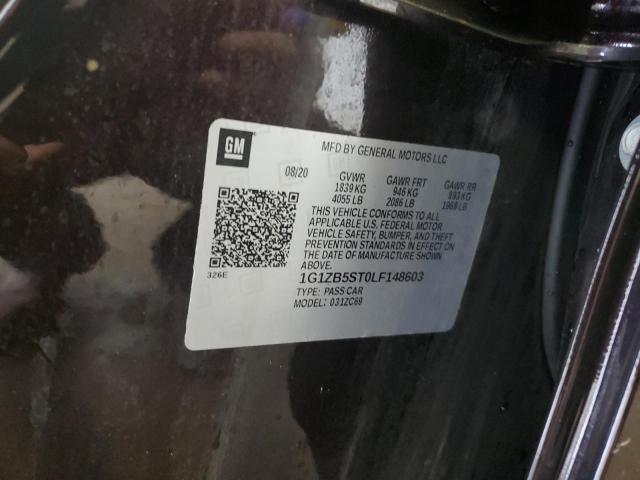 GM
MFD BY GENERAL MOTORS LLC
08/20 GVWR GAWR FRT GAWR RR
1839 KG 946 KG 893 KG
4055 LB 2086 LB 1968 LB
THIS VEHICLE CONFORMS TO ALL
APPLICABLE U.S. FEDERAL MOTOR
VEHICLE SAFETY, BUMPER, AND THEFT
PREVENTION STANDARDS IN EFFECT ON
THE DATE OF MANUFACTURE SHOWN
ABOVE.
326E
1G1ZB5ST0LF148603
TYPE: PASS CAR
MODEL: 031ZC69